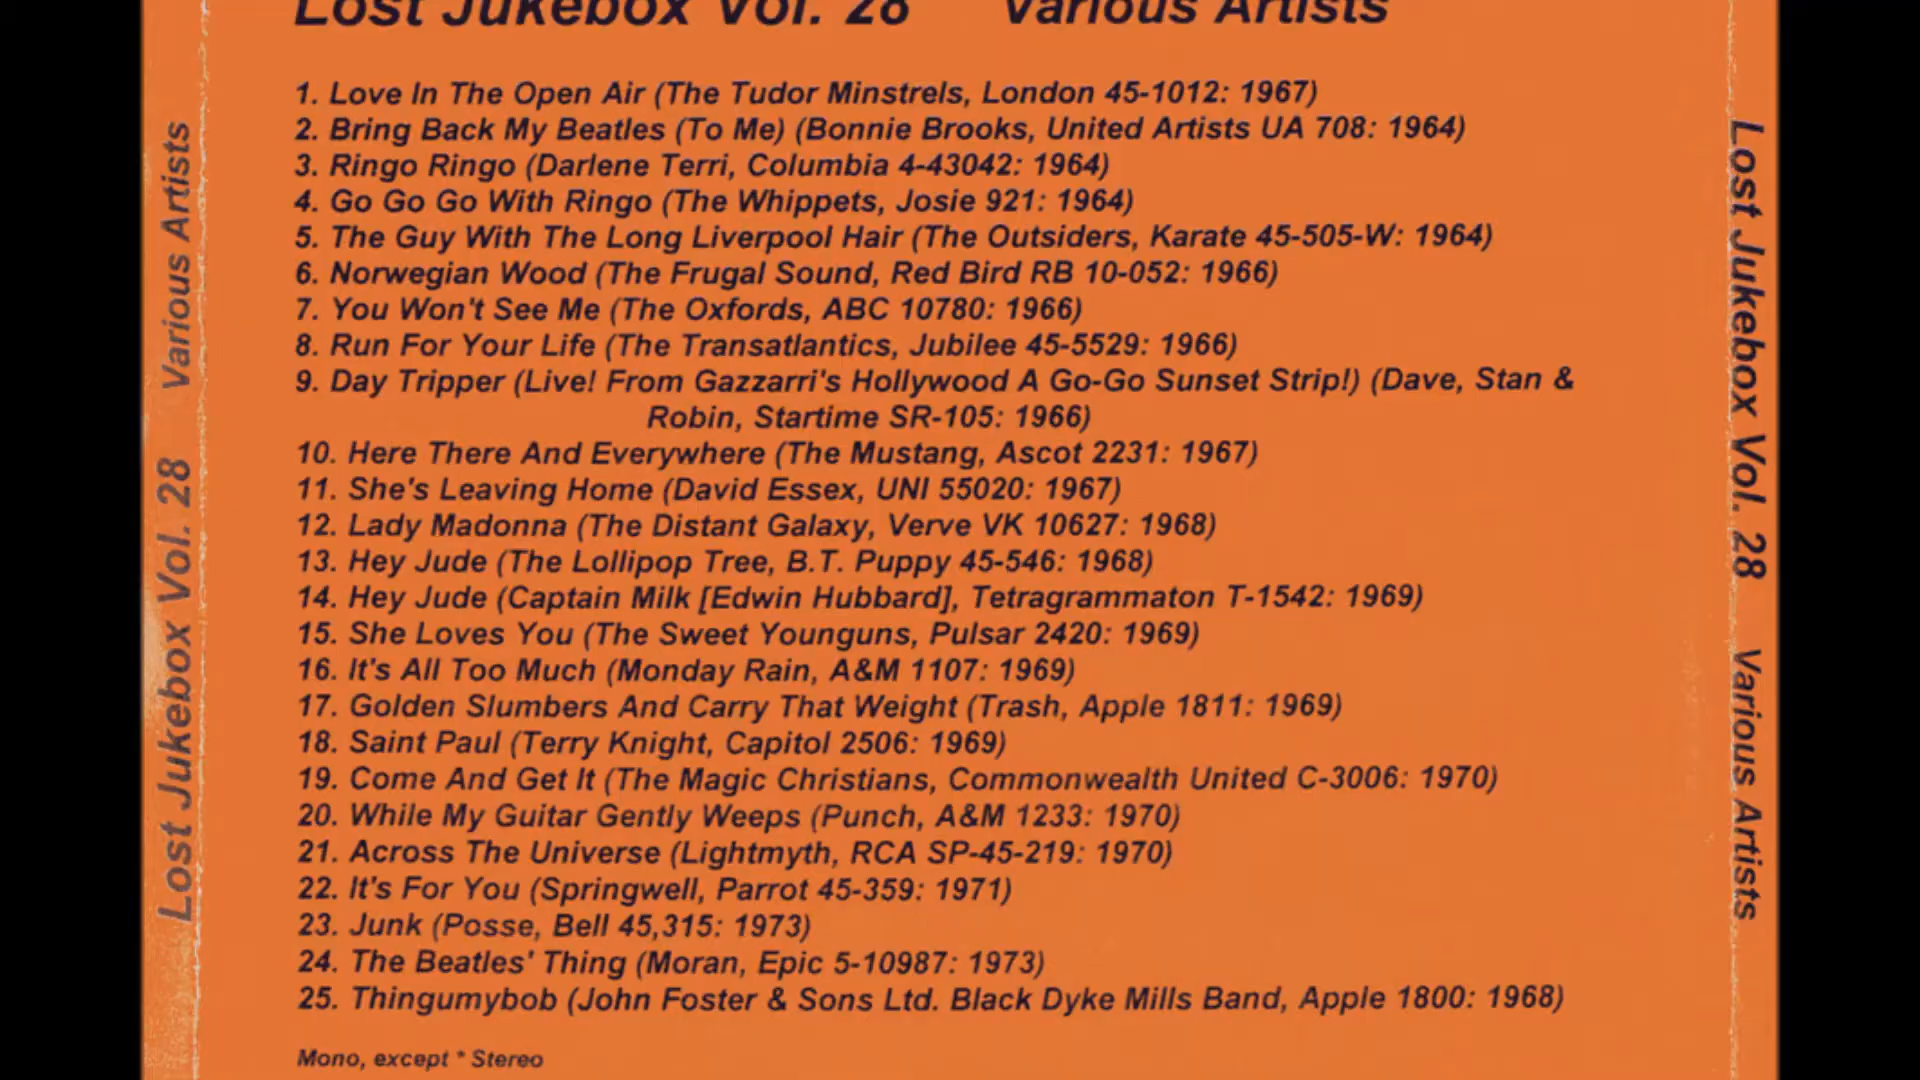 Lost Jukebox Vol. 28 Various Artists
1. Love In The Open Air (The Tudor Minstrels, London 45-1012: 1967)
2. Bring Back My Beatles (To Me) (Bonnie Brooks, United Artists UA 708: 1964)
3. Ringo Ringo (Darlene Terri, Columbia 4-43042: 1964)
4. Go Go Go With Ringo (The Whippets, Josie 921: 1964)
5. The Guy With The Long Liverpool Hair (The Outsiders, Karate 45-505-W: 1964)
6. Norwegian Wood (The Frugal Sound, Red Bird RB 10-052: 1966)
7. You Won't See Me (The Oxfords, ABC 10780: 1966)
8. Run For Your Life (The Transatlantics, Jubilee 45-5529: 1966)
9. Day Tripper (Live! From Gazzarri's Hollywood A Go-Go Sunset Strip!) (Dave, Stan &
Robin, Startime SR-105: 1966)
10. Here There And Everywhere (The Mustang, Ascot 2231: 1967)
11. She's Leaving Home (David Essex, UNI 55020: 1967)
12. Lady Madonna (The Distant Galaxy, Verve VK 10627: 1968)
13. Hey Jude (The Lollipop Tree, B.T. Puppy 45-546: 1968)
14. Hey Jude (Captain Milk [Edwin Hubbard], Tetragrammaton T-1542: 1969)
15. She Loves You (The Sweet Younguns, Pulsar 2420: 1969)
16. It's All Too Much (Monday Rain, A&M 1107: 1969)
17. Golden Slumbers And Carry That Weight (Trash, Apple 1811: 1969)
18. Saint Paul (Terry Knight, Capitol 2506: 1969)
19. Come And Get It (The Magic Christians, Commonwealth United C-3006: 1970)
20. While My Guitar Gently Weeps (Punch, A&M 1233: 1970)
21. Across The Universe (Lightmyth, RCA SP-45-219: 1970)
22. It's For You (Springwell, Parrot 45-359: 1971)
23. Junk (Posse, Bell 45,315: 1973)
24. The Beatles' Thing (Moran, Epic 5-10987: 1973)
25. Thingumybob (John Foster & Sons Ltd. Black Dyke Mills Band, Apple 1800: 1968)
Mono, except * Stereo
Lost Jukebox Vol. 28 Various Artists
Lost Jukebox Vol. 28 Various Artists